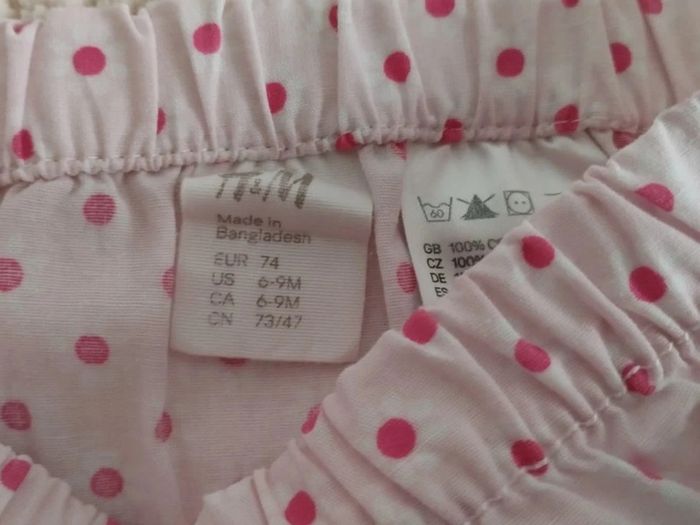 H&M
Made in
Bangladesh
EUR 74
US 6-9M
CA 6-9M
CN 73/47
60
GB 100%
CZ 100%
DE
ES